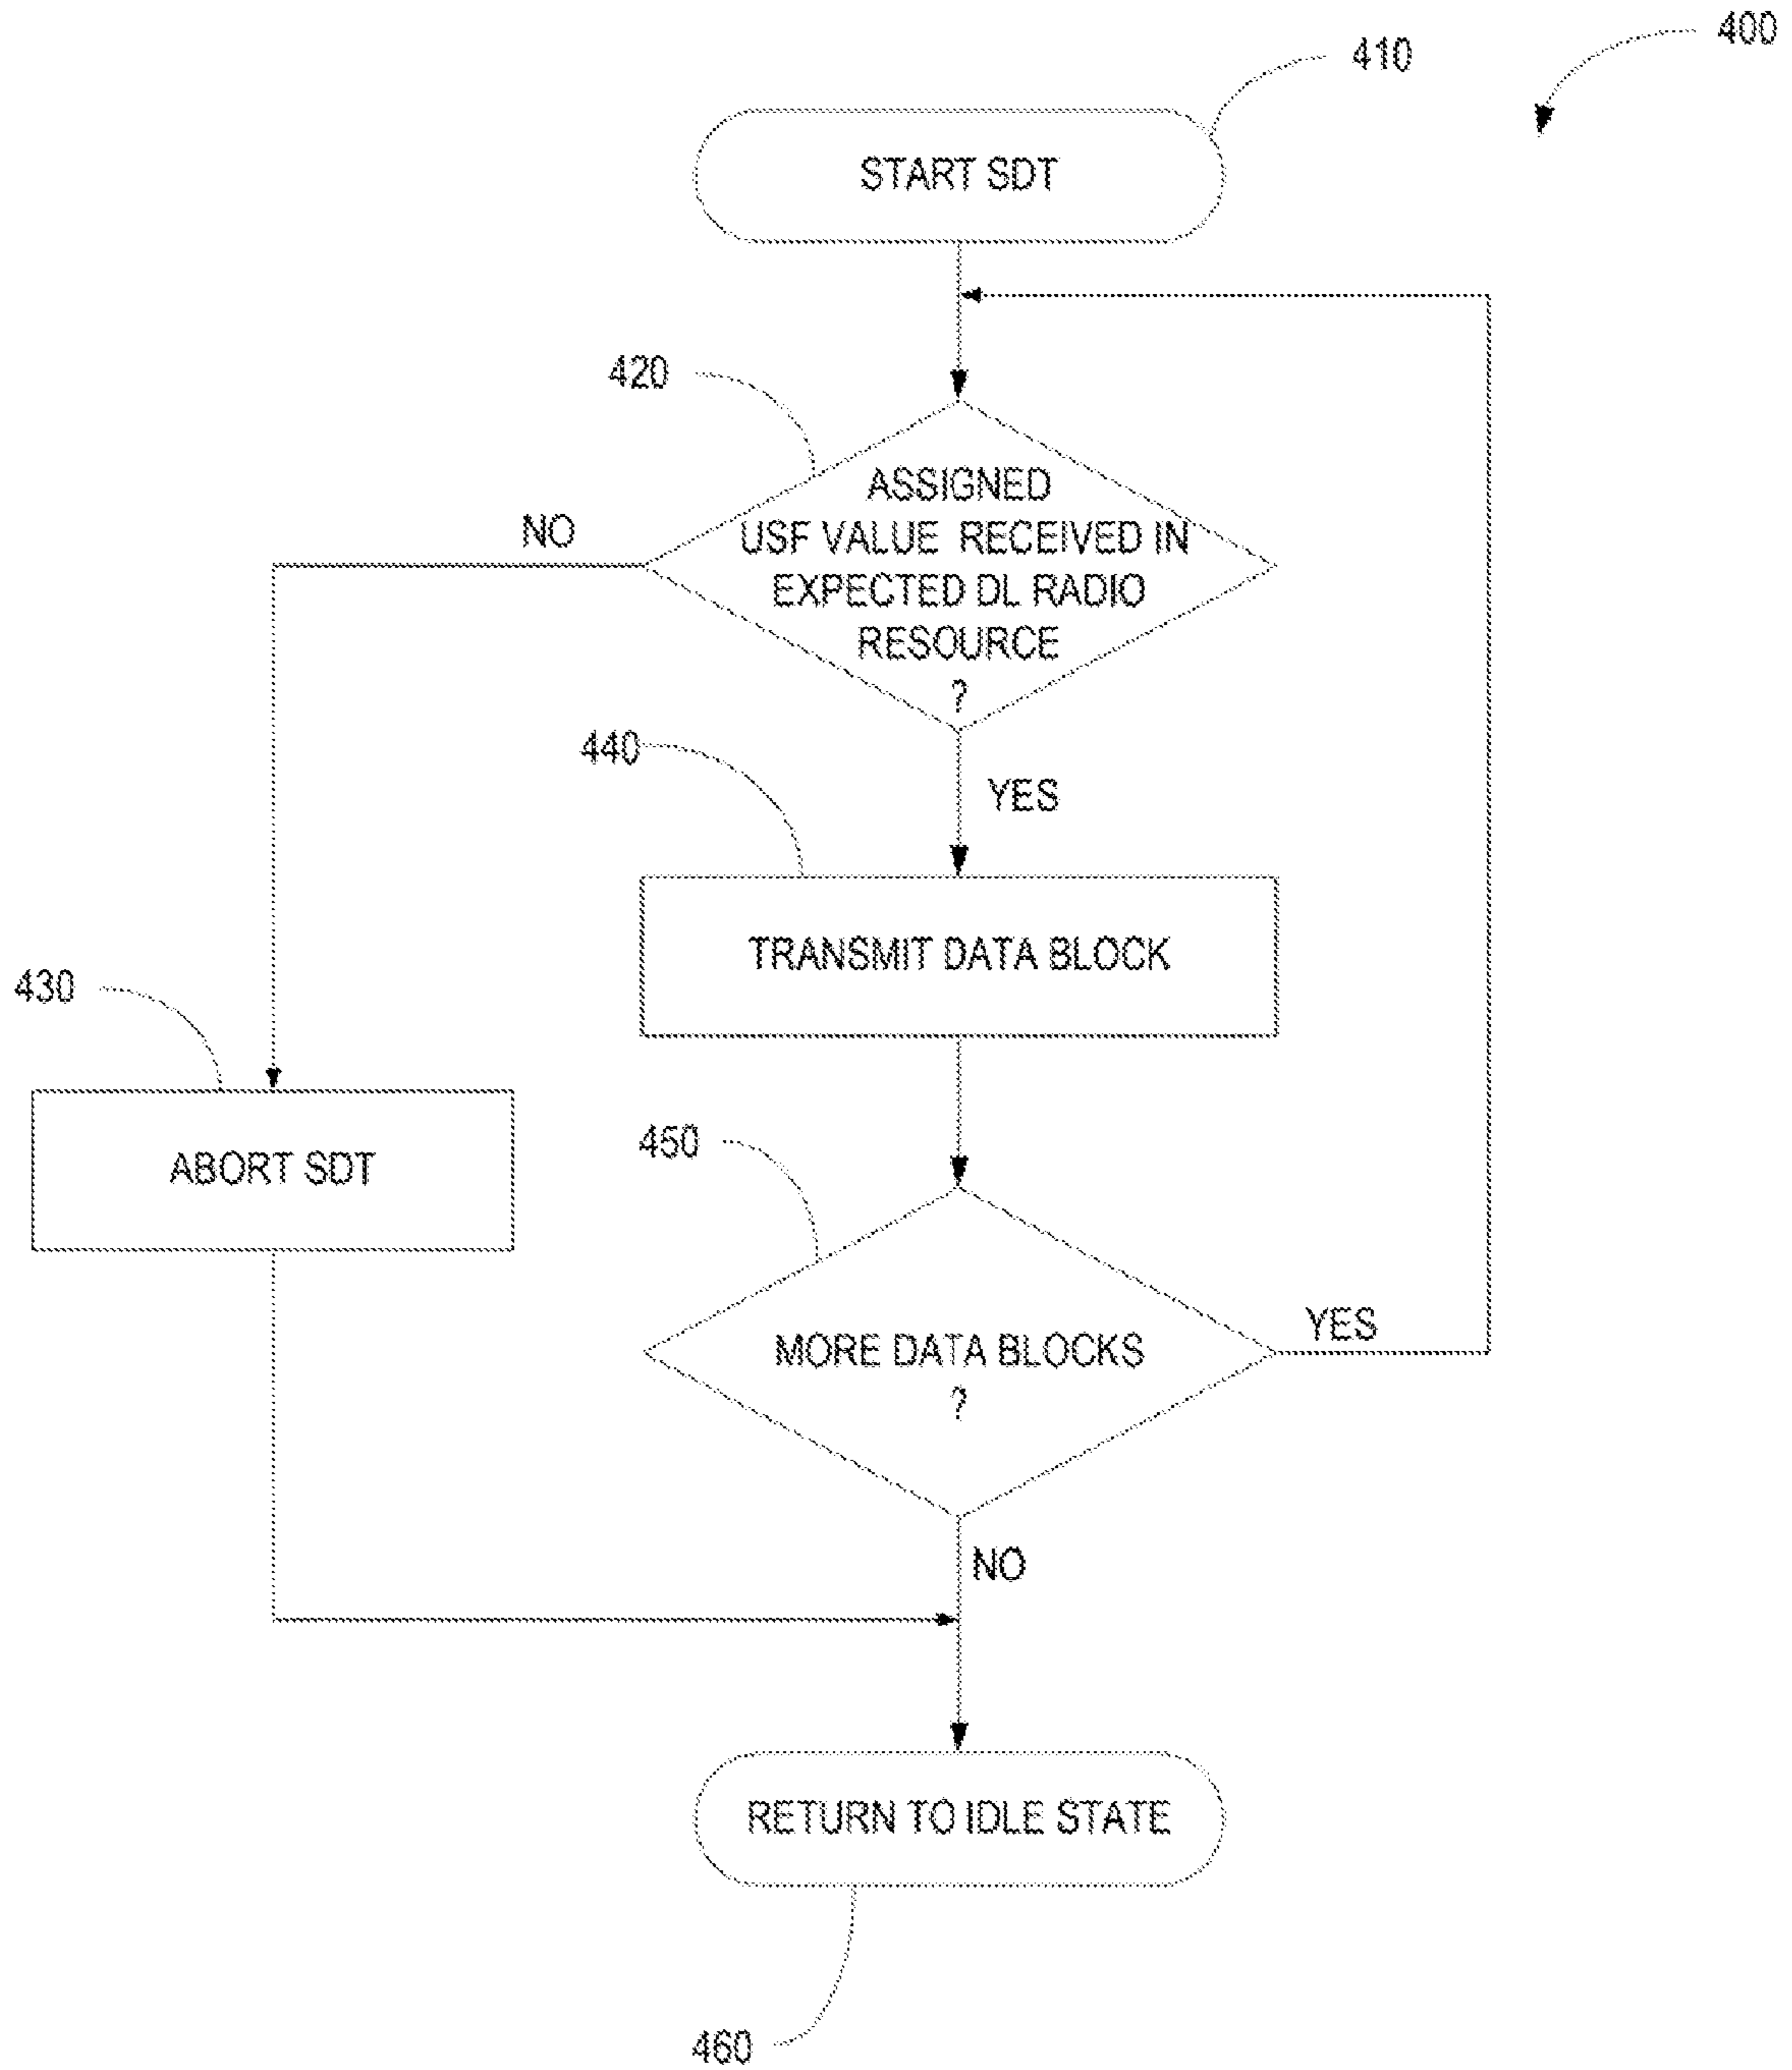 400
410
START SDT
420
ASSIGNED
USF VALUE RECEIVED IN
EXPECTED DL RADIO
RESOURCE
?
NO
440
YES
TRANSMIT DATA BLOCK
430
ABORT SDT
450
MORE DATA BLOCKS
?
YES
NO
RETURN TO IDLE STATE
460